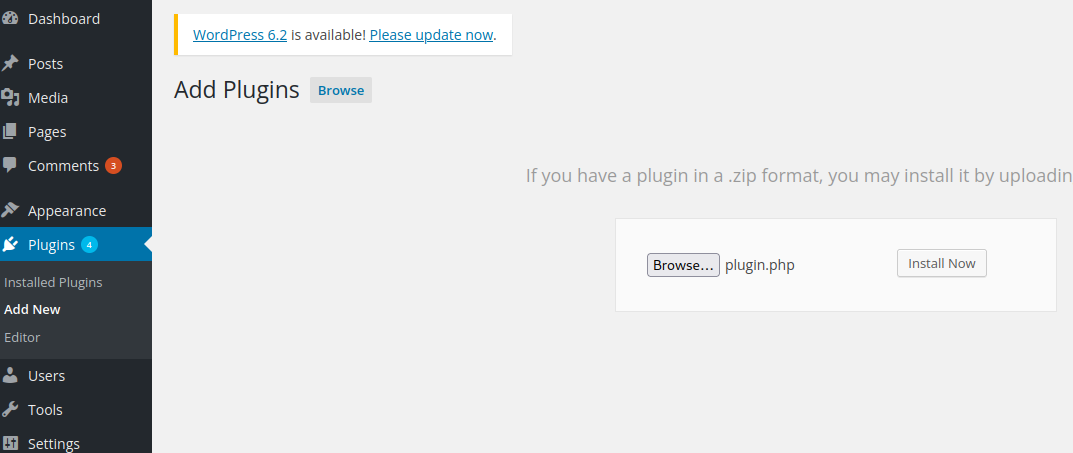 Dashboard
Posts
Media
Pages
Comments 3
Appearance
Plugins 4
Installed Plugins
Add New
Editor
Users
Tools
Settings
WordPress 6.2 is available! Please update now.
Add Plugins Browse
If you have a plugin in a .zip format, you may install it by uploadin
Browse... plugin.php Install Now